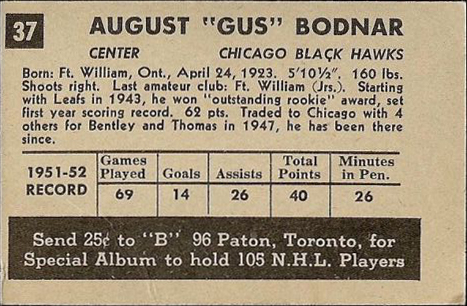 37 AUGUST "GUS" BODNAR
CENTER CHICAGO BLACK HAWKS
Born: Ft. William, Ont., April 24, 1923. 5'10½". 160 lbs.
Shoots right. Last amateur club: Ft. William (Jrs.). Starting
with Leafs in 1943, he won "outstanding rookie" award, set
first year scoring record. 62 pts. Traded to Chicago with 4
others for Bentley and Thomas in 1947, he has been there
since.
1951-52 RECORD
Games Played Goals Assists Total Points Minutes in Pen.
69 14 26 40 26
Send 25¢ to "B" 96 Paton, Toronto, for
Special Album to hold 105 N.H.L. Players